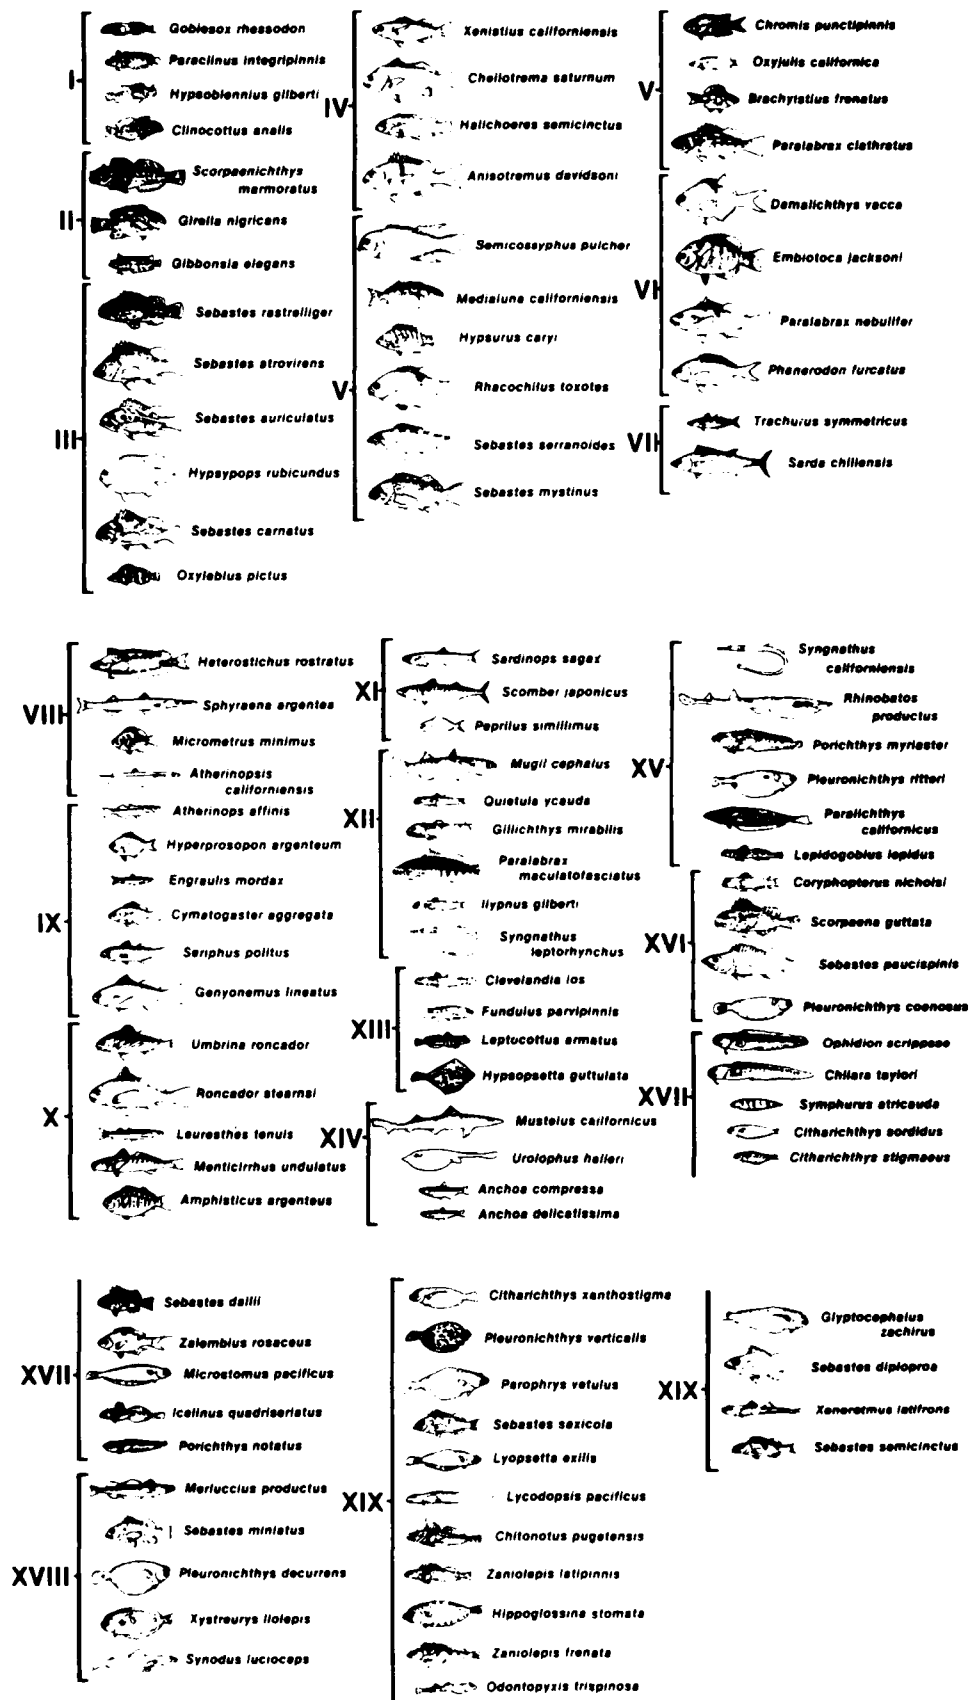 I
Gobiesox rhessodon
Paraclinus integripinnis
Hypsoblennius gilberti
Clinocottus analis
II
Scorpaenichthys
marmoratus
Girella nigricans
Gibbonsia elegans
III
Sebastes rastrelliger
Sebastes atrovirens
Sebastes auriculatus
Hypsypops rubicundus
Sebastes carnatus
Oxylebius pictus
IV
Xenistius californiensis
Cheilotrema saturnum
Halichoeres semicinctus
Anisotremus davidsoni
V
Semicossyphus pulcher
Medialuna californiensis
Hypsurus caryi
Rhacochilus toxotes
Sebastes serranoides
Sebastes mystinus
V
Chromis punctipinnis
Oxyjulis californica
Brachyistius frenatus
Paralabrax clathratus
VI
Damalichthys vacca
Embiotoca jacksoni
Paralabrax nebulifer
Phanerodon furcatus
VII
Trachurus symmetricus
Sarda chiliensis
VIII
Heterostichus rostratus
Sphyraena argentea
Micrometrus minimus
Atherinopsis
californiensis
IX
Atherinops affinis
Hyperprosopon argenteum
Engraulis mordax
Cymatogaster aggregata
Seriphus politus
Genyonemus lineatus
X
Umbrina roncador
Roncador stearnsi
Leuresthes tenuis
Menticirrhus undulatus
Amphisticus argenteus
XI
Sardinops sagax
Scomber japonicus
Peprilus simillimus
XII
Mugil cephalus
Quietula ycauda
Gillichthys mirabilis
Paralabrax
maculatofasciatus
Ilypnus gilberti
Syngnathus
leptorhynchus
XIII
Clevelandia ios
Fundulus parvipinnis
Leptocottus armatus
Hypsopsetta guttulata
XIV
Mustelus californicus
Urolophus halleri
Anchoa compressa
Anchoa delicatissima
XV
Syngnathus
californiensis
Rhinobatos
productus
Porichthys myriaster
Pleuronichthys ritteri
Paralichthys
californicus
Lepidogobius lepidus
XVI
Coryphopterus nicholsi
Scorpaena guttata
Sebastes paucispinis
Pleuronichthys coenosus
XVII
Ophidion scrippsae
Chilara taylori
Symphurus atricauda
Citharichthys sordidus
Citharichthys stigmaeus
XVII
Sebastes dallii
Zalembius rosaceus
Microstomus pacificus
Icelinus quadriseriatus
Porichthys notatus
XVIII
Merluccius productus
Sebastes miniatus
Pleuronichthys decurrens
Xystreurys liolepis
Synodus lucioceps
XIX
Citharichthys xanthostigma
Pleuronichthys verticalis
Parophrys vetulus
Sebastes saxicola
Lyopsetta exilis
Lycodopsis pacificus
Chitonotus pugetensis
Zaniolepis latipinnis
Hippoglossina stomata
Zaniolepis frenata
Odontopyxis trispinosa
XIX
Glyptocephalus
zachirus
Sebastes diploproa
Xeneretmus latifrons
Sebastes semicinctus